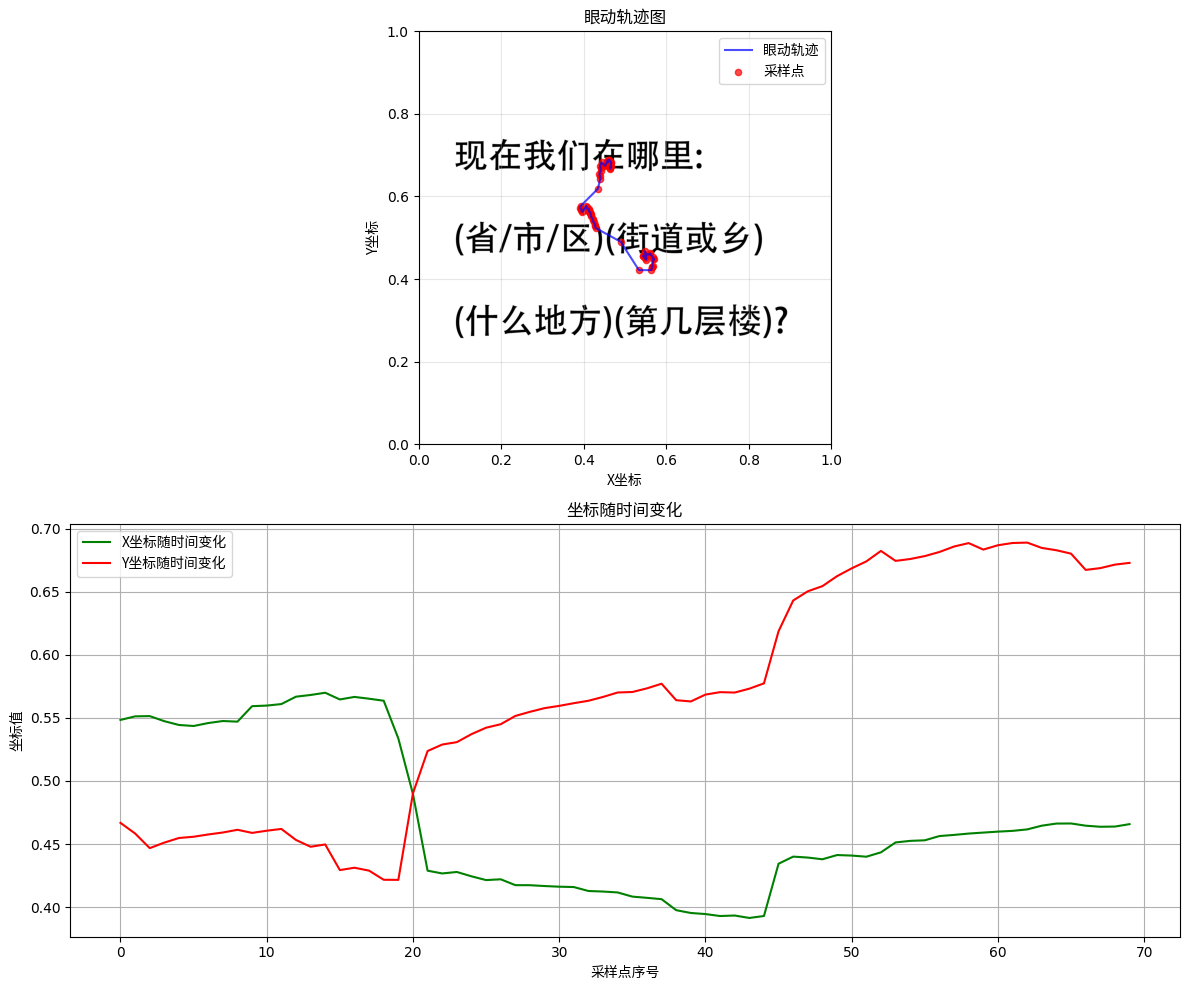 眼动轨迹图
1.0
眼动轨迹
采样点
0.8
现在我们在哪里:
0.6
Y坐标
(省/市/区)(街道或乡)
0.4
(什么地方)(第几层楼)?
0.2
0.0
0.0 0.2 0.4 0.6 0.8 1.0
X坐标
坐标随时间变化
0.70
X坐标随时间变化
Y坐标随时间变化
0.65
0.60
0.55
坐标值
0.50
0.45
0.40
0 10 20 30 40 50 60 70
采样点序号